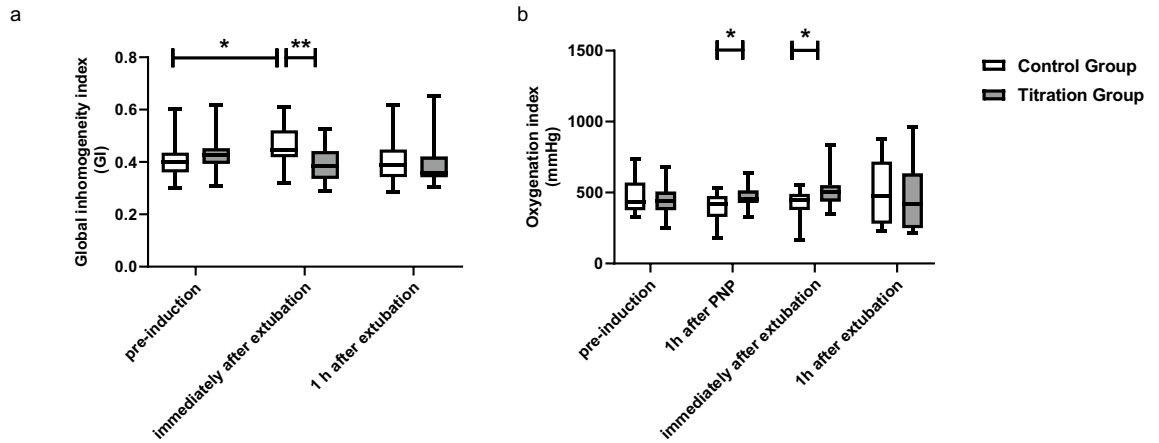 a
Global inhomogeneity index
(GI)
0.8
0.6
0.4
0.2
0.0
*
**
pre-induction
immediately after extubation
1 h after extubation
b
Oxygenation index
(mmHg)
1500
1000
500
0
*
*
pre-induction
1h after PNP
immediately after extubation
1h after extubation
Control Group
Titration Group